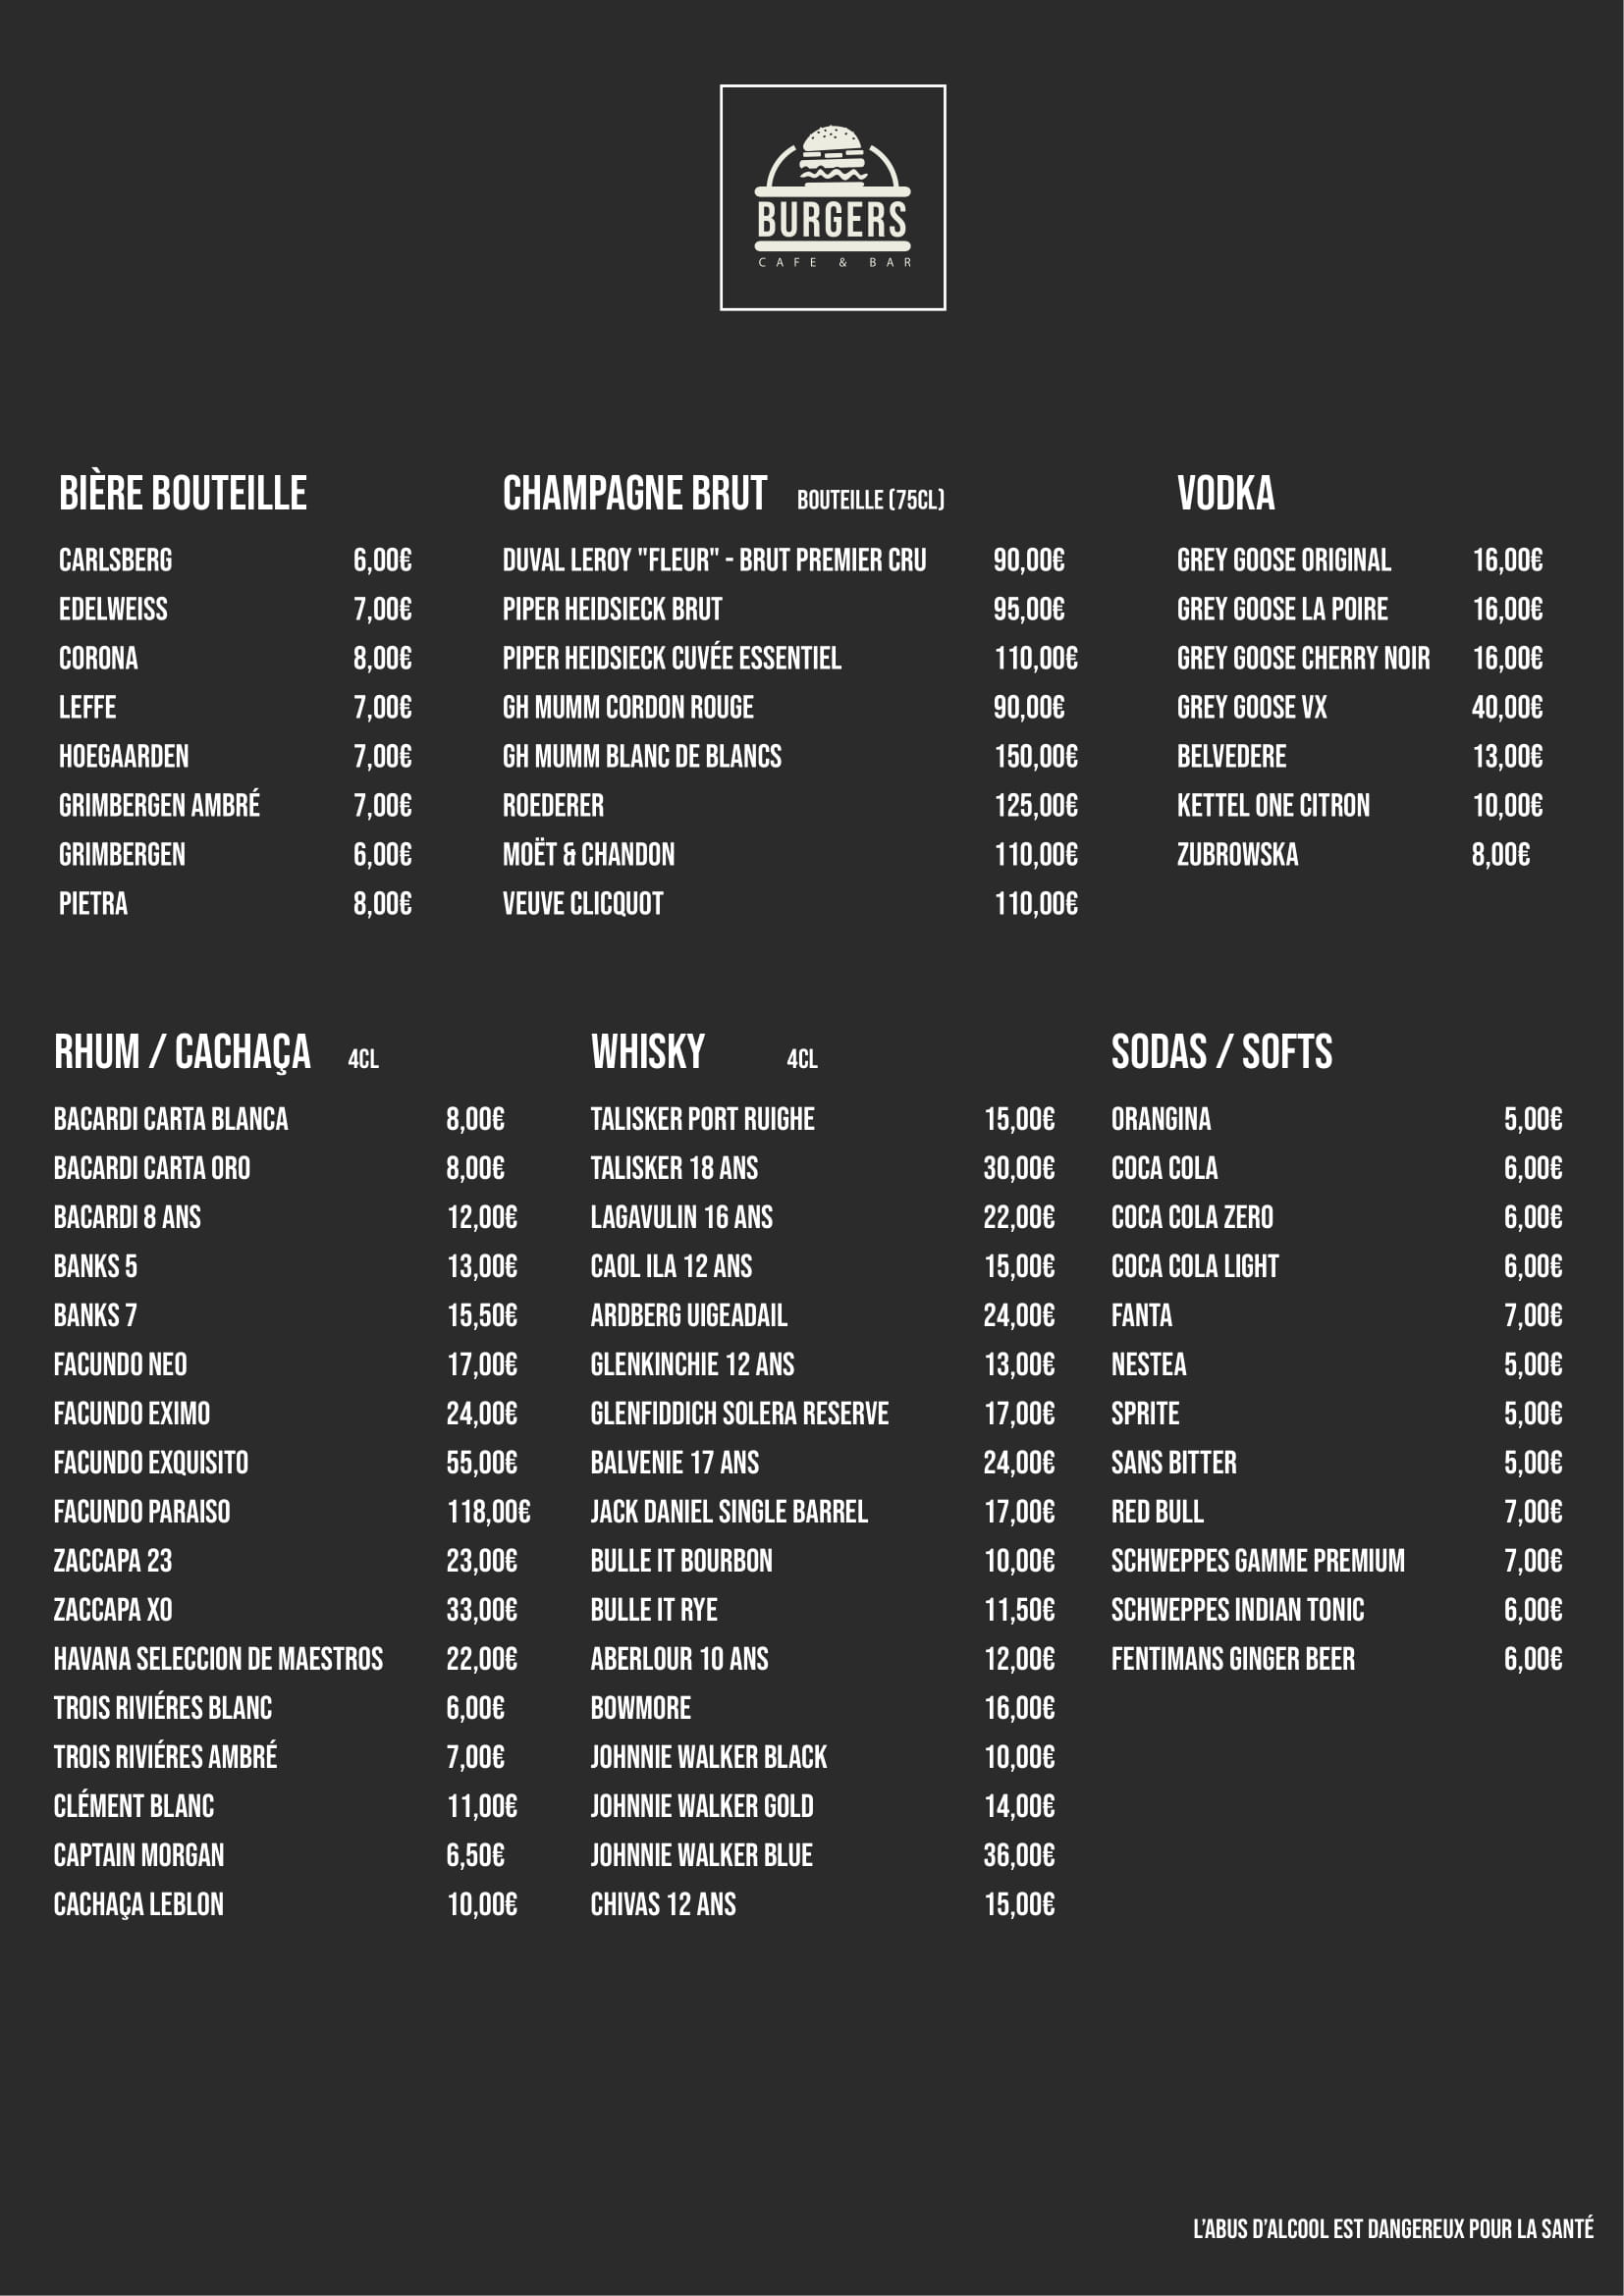 BURGERS
CAFE & BAR
BIÈRE BOUTEILLE
CARLSBERG 6,00€
EDELWEISS 7,00€
CORONA 8,00€
LEFFE 7,00€
HOEGAARDEN 7,00€
GRIMBERGEN AMBRÉ 7,00€
GRIMBERGEN 6,00€
PIETRA 8,00€
CHAMPAGNE BRUT BOUTEILLE (75CL)
DUVAL LEROY "FLEUR" - BRUT PREMIER CRU 90,00€
PIPER HEIDSIECK BRUT 95,00€
PIPER HEIDSIECK CUVÉE ESSENTIEL 110,00€
GH MUMM CORDON ROUGE 90,00€
GH MUMM BLANC DE BLANCS 150,00€
ROEDERER 125,00€
MOËT & CHANDON 110,00€
VEUVE CLICQUOT 110,00€
VODKA
GREY GOOSE ORIGINAL 16,00€
GREY GOOSE LA POIRE 16,00€
GREY GOOSE CHERRY NOIR 16,00€
GREY GOOSE VX 40,00€
BELVEDERE 13,00€
KETTEL ONE CITRON 10,00€
ZUBROWSKA 8,00€
RHUM / CACHAÇA 4CL
BACARDI CARTA BLANCA 8,00€
BACARDI CARTA ORO 8,00€
BACARDI 8 ANS 12,00€
BANKS 5 13,00€
BANKS 7 15,50€
FACUNDO NEO 17,00€
FACUNDO EXIMO 24,00€
FACUNDO EXQUISITO 55,00€
FACUNDO PARAISO 118,00€
ZACCAPA 23 23,00€
ZACCAPA XO 33,00€
HAVANA SELECCION DE MAESTROS 22,00€
TROIS RIVIÉRES BLANC 6,00€
TROIS RIVIÉRES AMBRÉ 7,00€
CLÉMENT BLANC 11,00€
CAPTAIN MORGAN 6,50€
CACHAÇA LEBLON 10,00€
WHISKY 4CL
TALISKER PORT RUIGHE 15,00€
TALISKER 18 ANS 30,00€
LAGAVULIN 16 ANS 22,00€
CAOL ILA 12 ANS 15,00€
ARDBERG UIGEADAIL 24,00€
GLENKINCHIE 12 ANS 13,00€
GLENFIDDICH SOLERA RESERVE 17,00€
BALVENIE 17 ANS 24,00€
JACK DANIEL SINGLE BARREL 17,00€
BULLE IT BOURBON 10,00€
BULLE IT RYE 11,50€
ABERLOUR 10 ANS 12,00€
BOWMORE 16,00€
JOHNNIE WALKER BLACK 10,00€
JOHNNIE WALKER GOLD 14,00€
JOHNNIE WALKER BLUE 36,00€
CHIVAS 12 ANS 15,00€
SODAS / SOFTS
ORANGINA 5,00€
COCA COLA 6,00€
COCA COLA ZERO 6,00€
COCA COLA LIGHT 6,00€
FANTA 7,00€
NESTEA 5,00€
SPRITE 5,00€
SANS BITTER 5,00€
RED BULL 7,00€
SCHWEPPES GAMME PREMIUM 7,00€
SCHWEPPES INDIAN TONIC 6,00€
FENTIMANS GINGER BEER 6,00€
L'ABUS D'ALCOOL EST DANGEREUX POUR LA SANTÉ